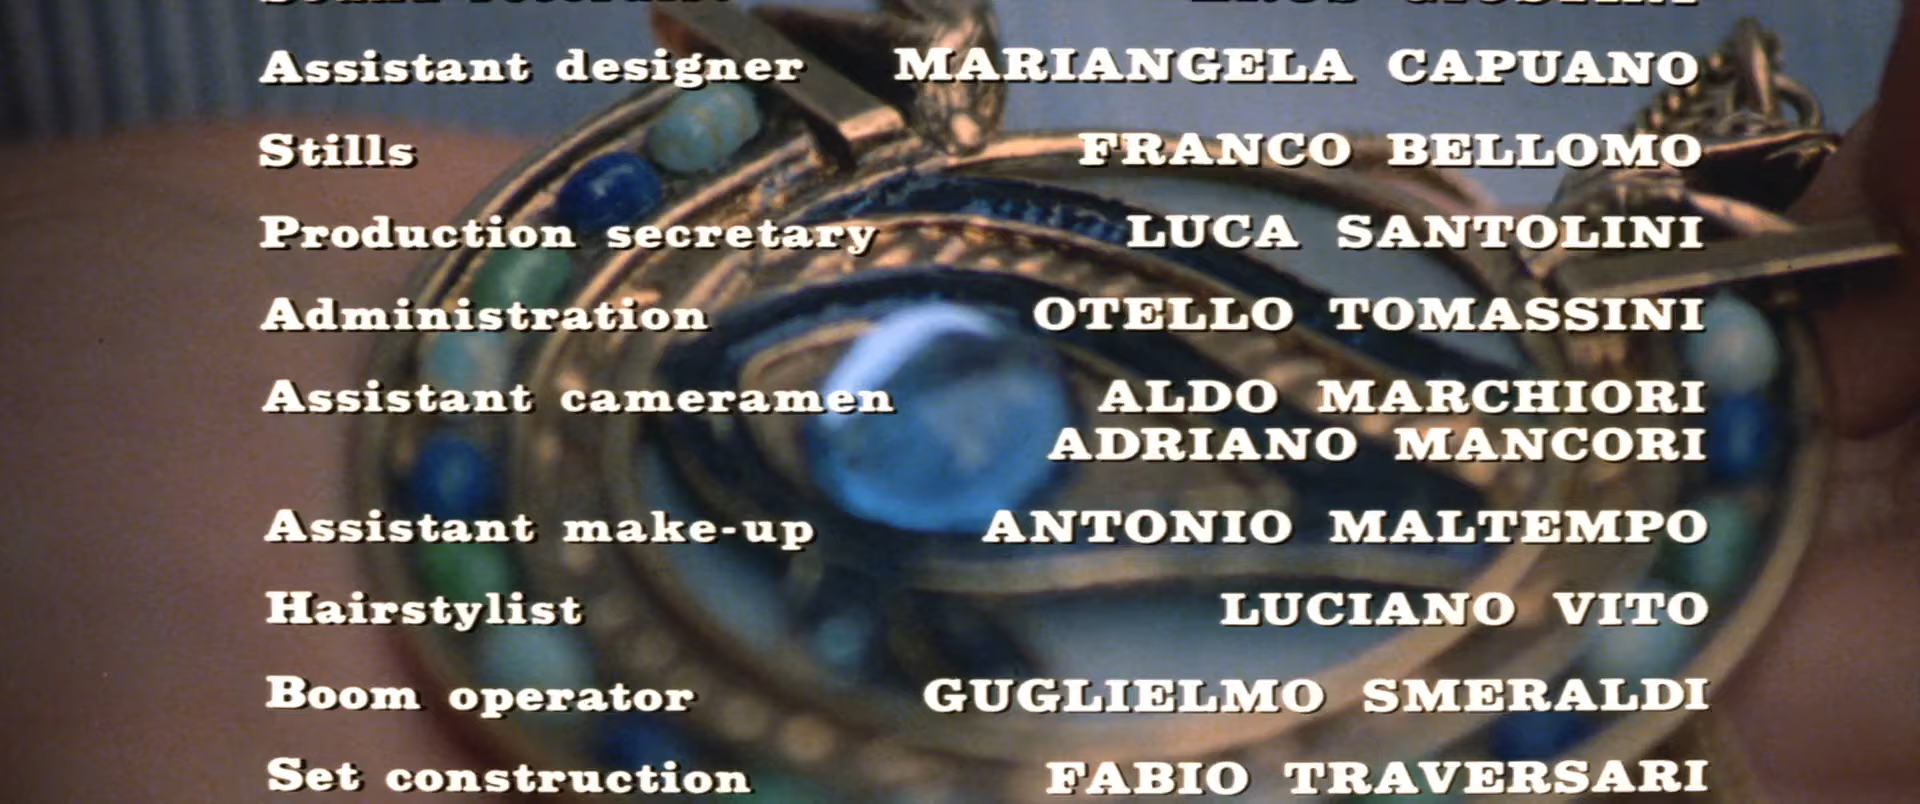 Assistant designer MARIANGELA CAPUANO
Stills FRANCO BELLOMO
Production secretary LUCA SANTOLINI
Administration OTELLO TOMASSINI
Assistant cameramen ALDO MARCHIORI
ADRIANO MANCORI
Assistant make-up ANTONIO MALTEMPO
Hairstylist LUCIANO VITO
Boom operator GUGLIELMO SMERALDI
Set construction FABIO TRAVERSARI